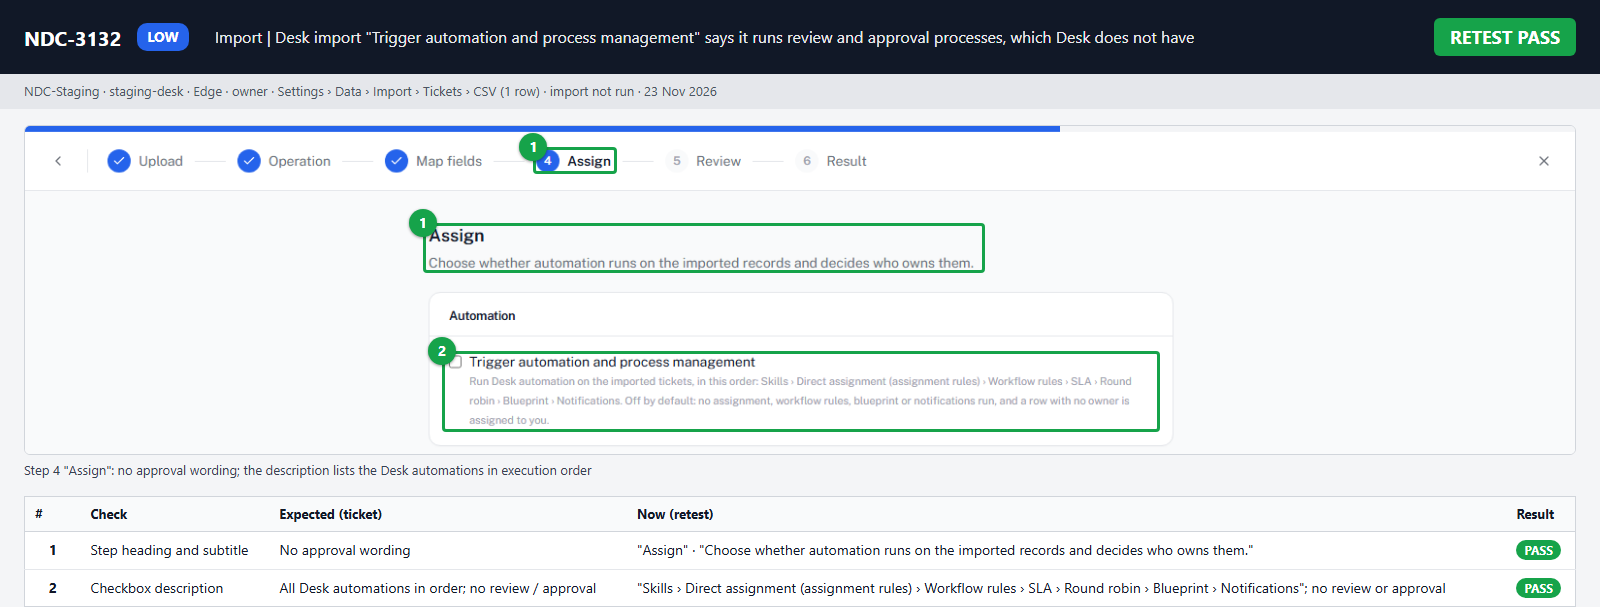 NDC-3132 LOW Import | Desk import "Trigger automation and process management" says it runs review and approval processes, which Desk does not have RETEST PASS
NDC-Staging · staging-desk · Edge · owner · Settings › Data › Import › Tickets › CSV (1 row) · import not run · 23 Nov 2026
Upload Operation Map fields 1 4 Assign 5 Review 6 Result
1
Assign
Choose whether automation runs on the imported records and decides who owns them.
Automation
2
Trigger automation and process management
Run Desk automation on the imported tickets, in this order: Skills › Direct assignment (assignment rules) › Workflow rules › SLA › Round
robin › Blueprint › Notifications. Off by default: no assignment, workflow rules, blueprint or notifications run, and a row with no owner is
assigned to you.
Step 4 "Assign": no approval wording; the description lists the Desk automations in execution order
# Check Expected (ticket) Now (retest) Result
1 Step heading and subtitle No approval wording "Assign" · "Choose whether automation runs on the imported records and decides who owns them." PASS
2 Checkbox description All Desk automations in order; no review / approval "Skills › Direct assignment (assignment rules) › Workflow rules › SLA › Round robin › Blueprint › Notifications"; no review or approval PASS